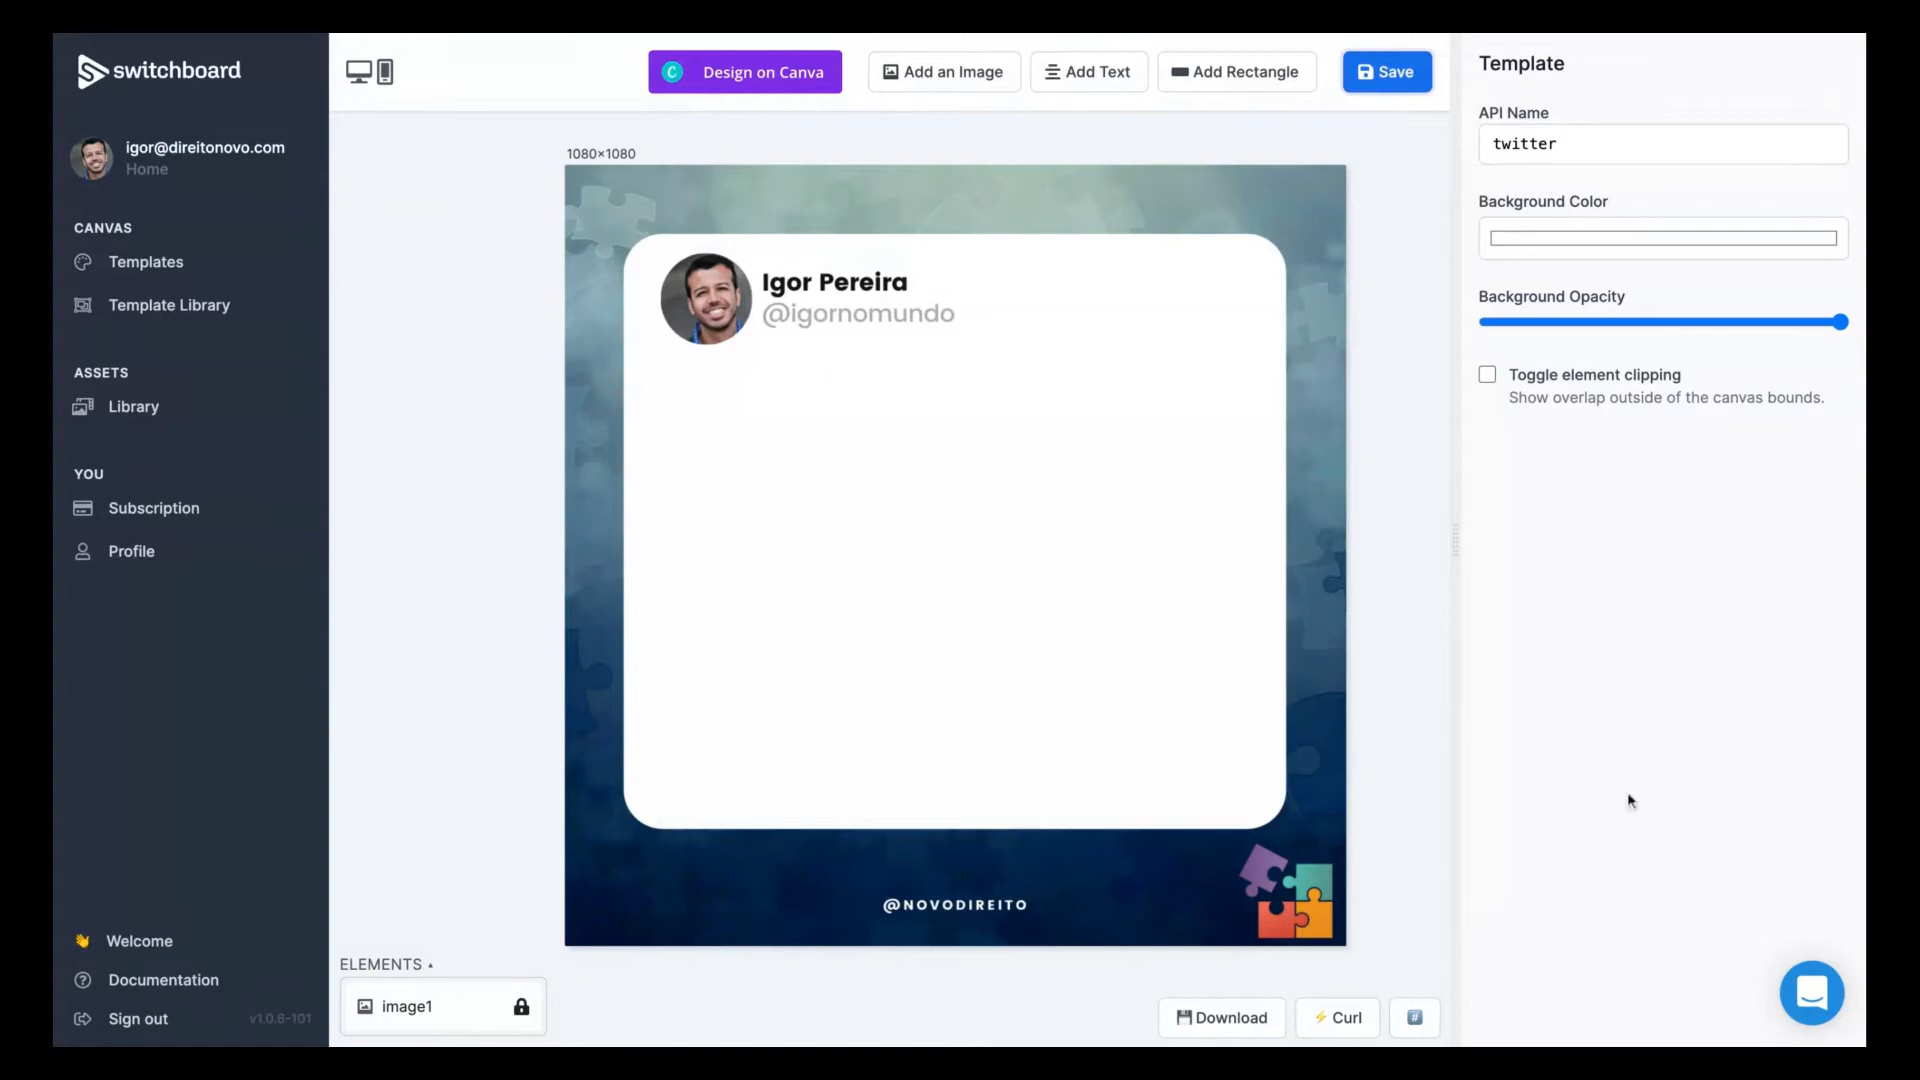 switchboard
igor@direitonovo.com
Home
CANVAS
Templates
Template Library
ASSETS
Library
YOU
Subscription
Profile
Welcome
Documentation
Sign out
v1.0.6-101
C Design on Canva
Add an Image
Add Text
Add Rectangle
Save
1080×1080
Igor Pereira
@igornomundo
@NOVODIREITO
ELEMENTS
image1
Download
Curl
#
Template
API Name
twitter
Background Color
Background Opacity
Toggle element clipping
Show overlap outside of the canvas bounds.